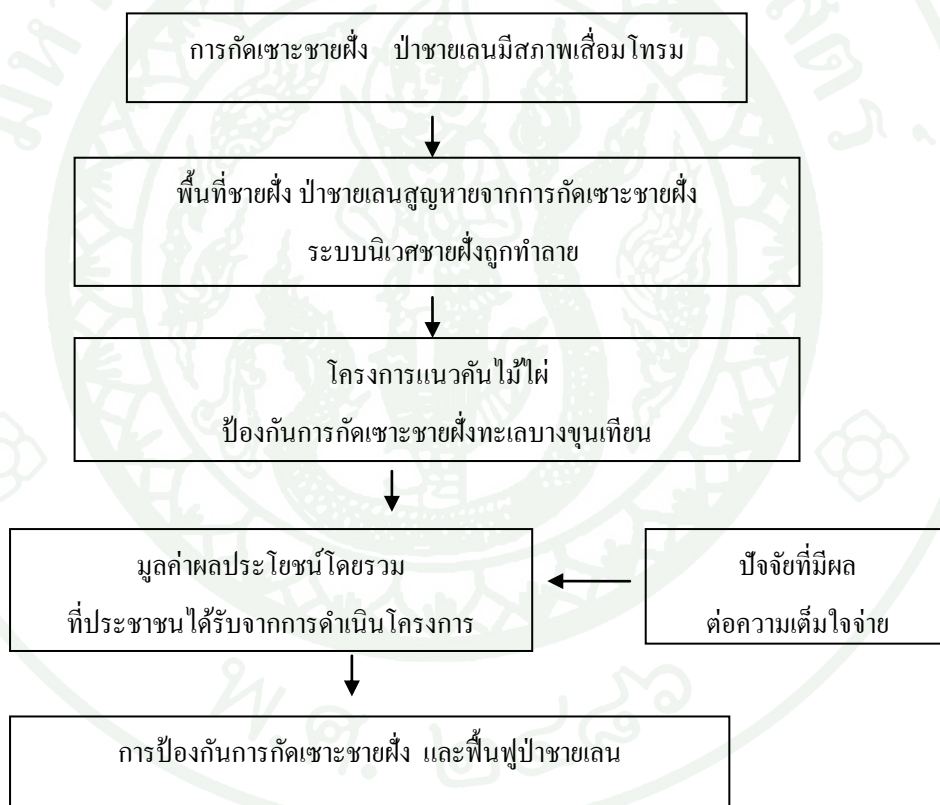 การกัดเซาะชายฝั่ง ป่าชายเลนมีสภาพเสื่อมโทรม
พื้นที่ชายฝั่ง ป่าชายเลนสูญหายจากการกัดเซาะชายฝั่ง
ระบบนิเวศชายฝั่งถูกทำลาย
โครงการแนวคันไม้ไผ่
ป้องกันการกัดเซาะชายฝั่งทะเลบางขุนเทียน
มูลค่าผลประโยชน์โดยรวม
ที่ประชาชนได้รับจากการดำเนินโครงการ
ปัจจัยที่มีผล
ต่อความเต็มใจจ่าย
การป้องกันการกัดเซาะชายฝั่ง และฟื้นฟูป่าชายเลน